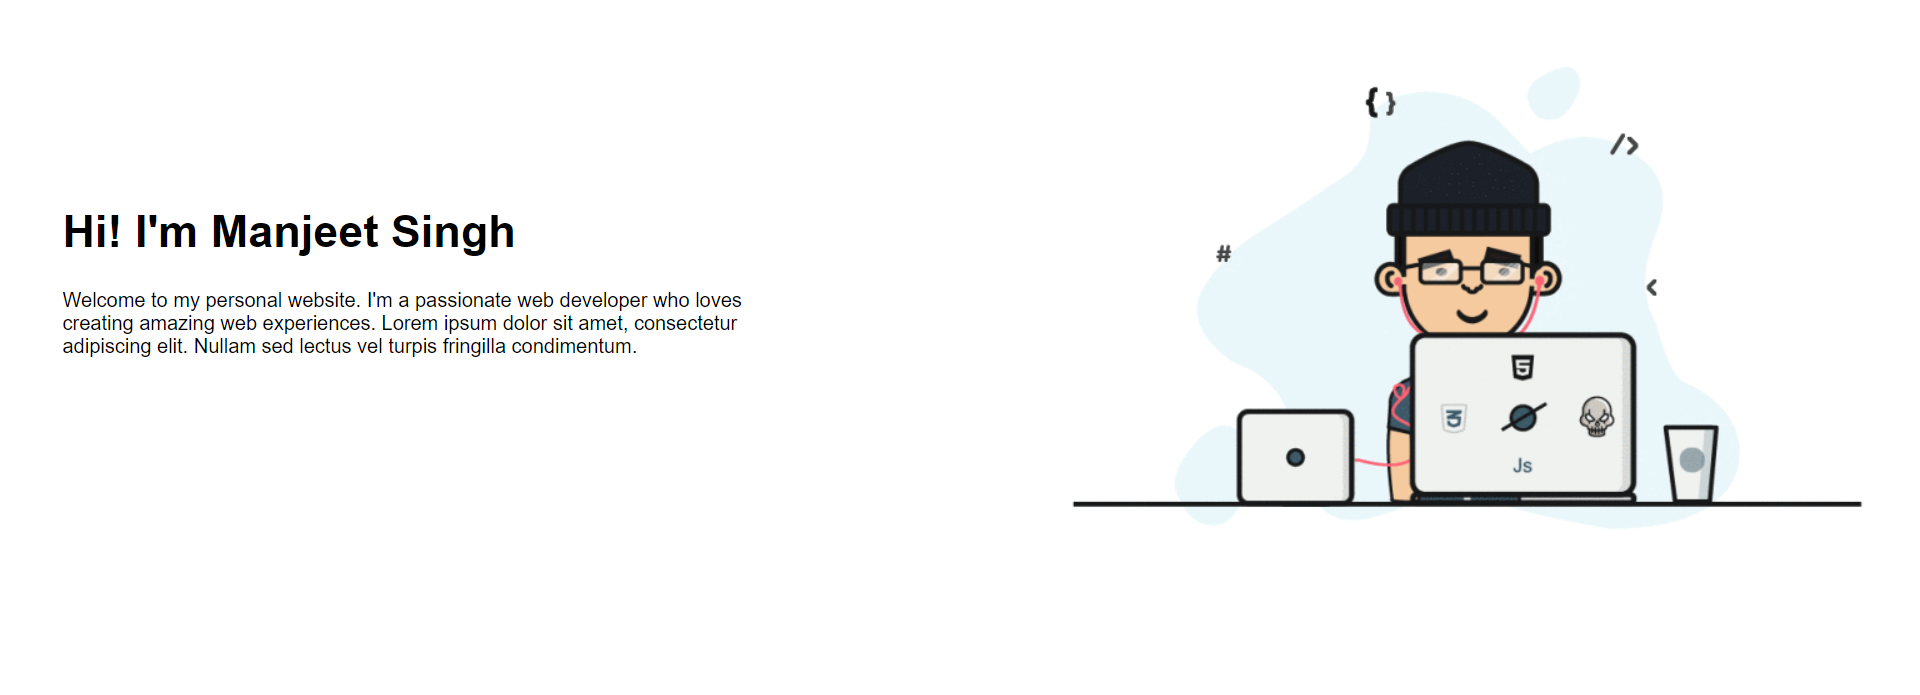 Hi! I'm Manjeet Singh
Welcome to my personal website. I'm a passionate web developer who loves
creating amazing web experiences. Lorem ipsum dolor sit amet, consectetur
adipiscing elit. Nullam sed lectus vel turpis fringilla condimentum.
{ }
/>
#
<
5
Js